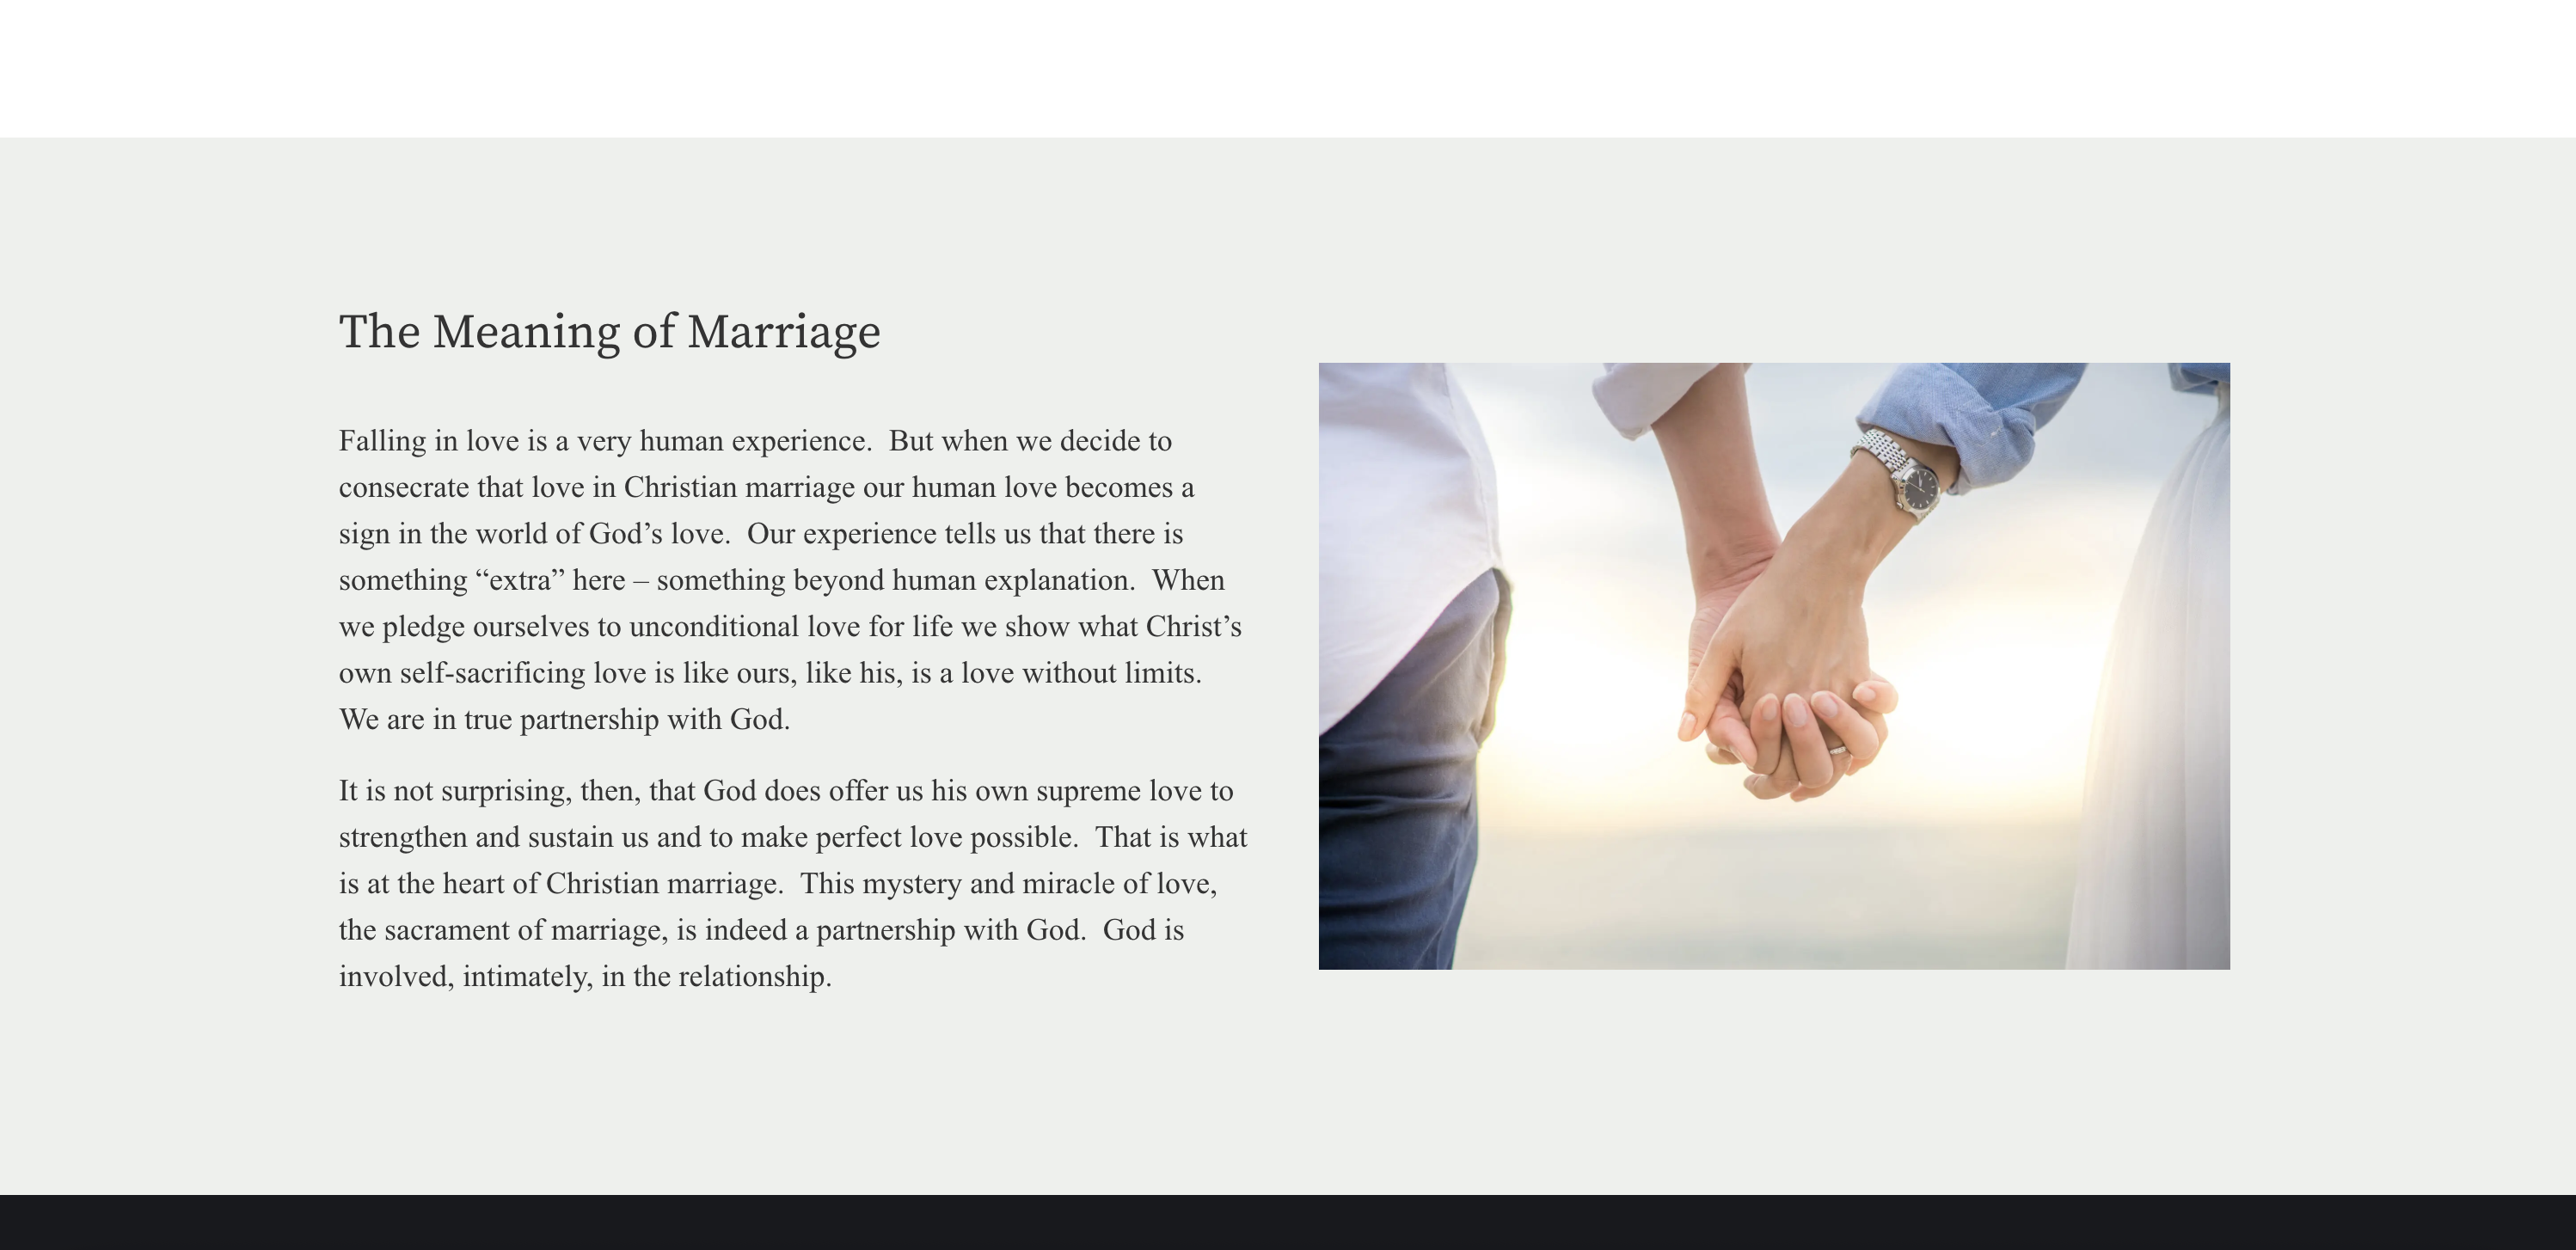 The Meaning of Marriage
Falling in love is a very human experience.  But when we decide to
consecrate that love in Christian marriage our human love becomes a
sign in the world of God’s love.  Our experience tells us that there is
something “extra” here – something beyond human explanation.  When
we pledge ourselves to unconditional love for life we show what Christ’s
own self-sacrificing love is like ours, like his, is a love without limits.
We are in true partnership with God.
It is not surprising, then, that God does offer us his own supreme love to
strengthen and sustain us and to make perfect love possible.  That is what
is at the heart of Christian marriage.  This mystery and miracle of love,
the sacrament of marriage, is indeed a partnership with God.  God is
involved, intimately, in the relationship.